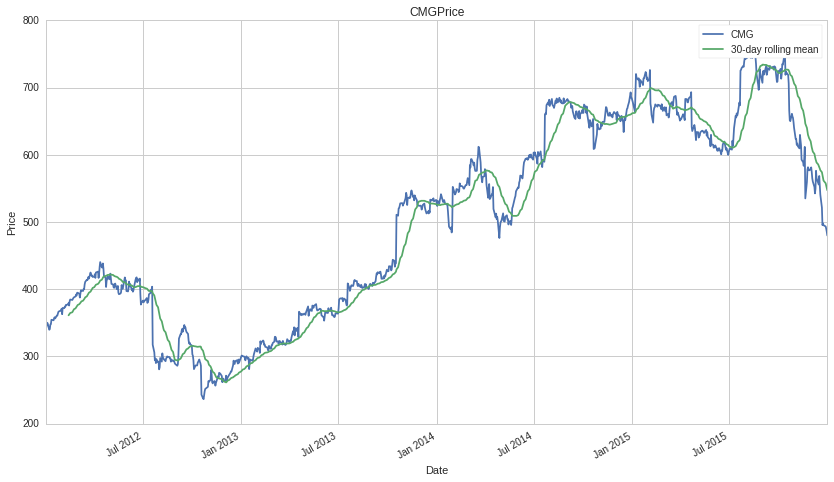 CMGPrice
CMG
30-day rolling mean
800
700
600
500
400
300
200
Price
Jul 2012
Jan 2013
Jul 2013
Jan 2014
Jul 2014
Jan 2015
Jul 2015
Date